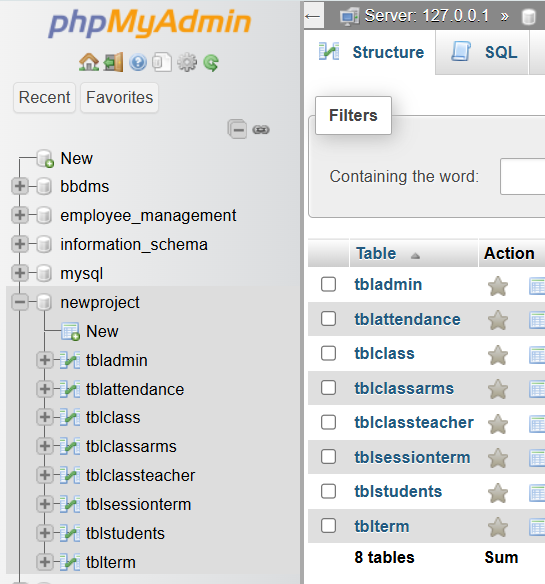 phpMyAdmin
Recent Favorites
New
bbdms
employee_management
information_schema
mysql
newproject
New
tbladmin
tblattendance
tblclass
tblclassarms
tblclassteacher
tblsessionterm
tblstudents
tblterm
Server: 127.0.0.1 »
Structure SQL
Filters
Containing the word:
Table Action
tbladmin
tblattendance
tblclass
tblclassarms
tblclassteacher
tblsessionterm
tblstudents
tblterm
8 tables Sum